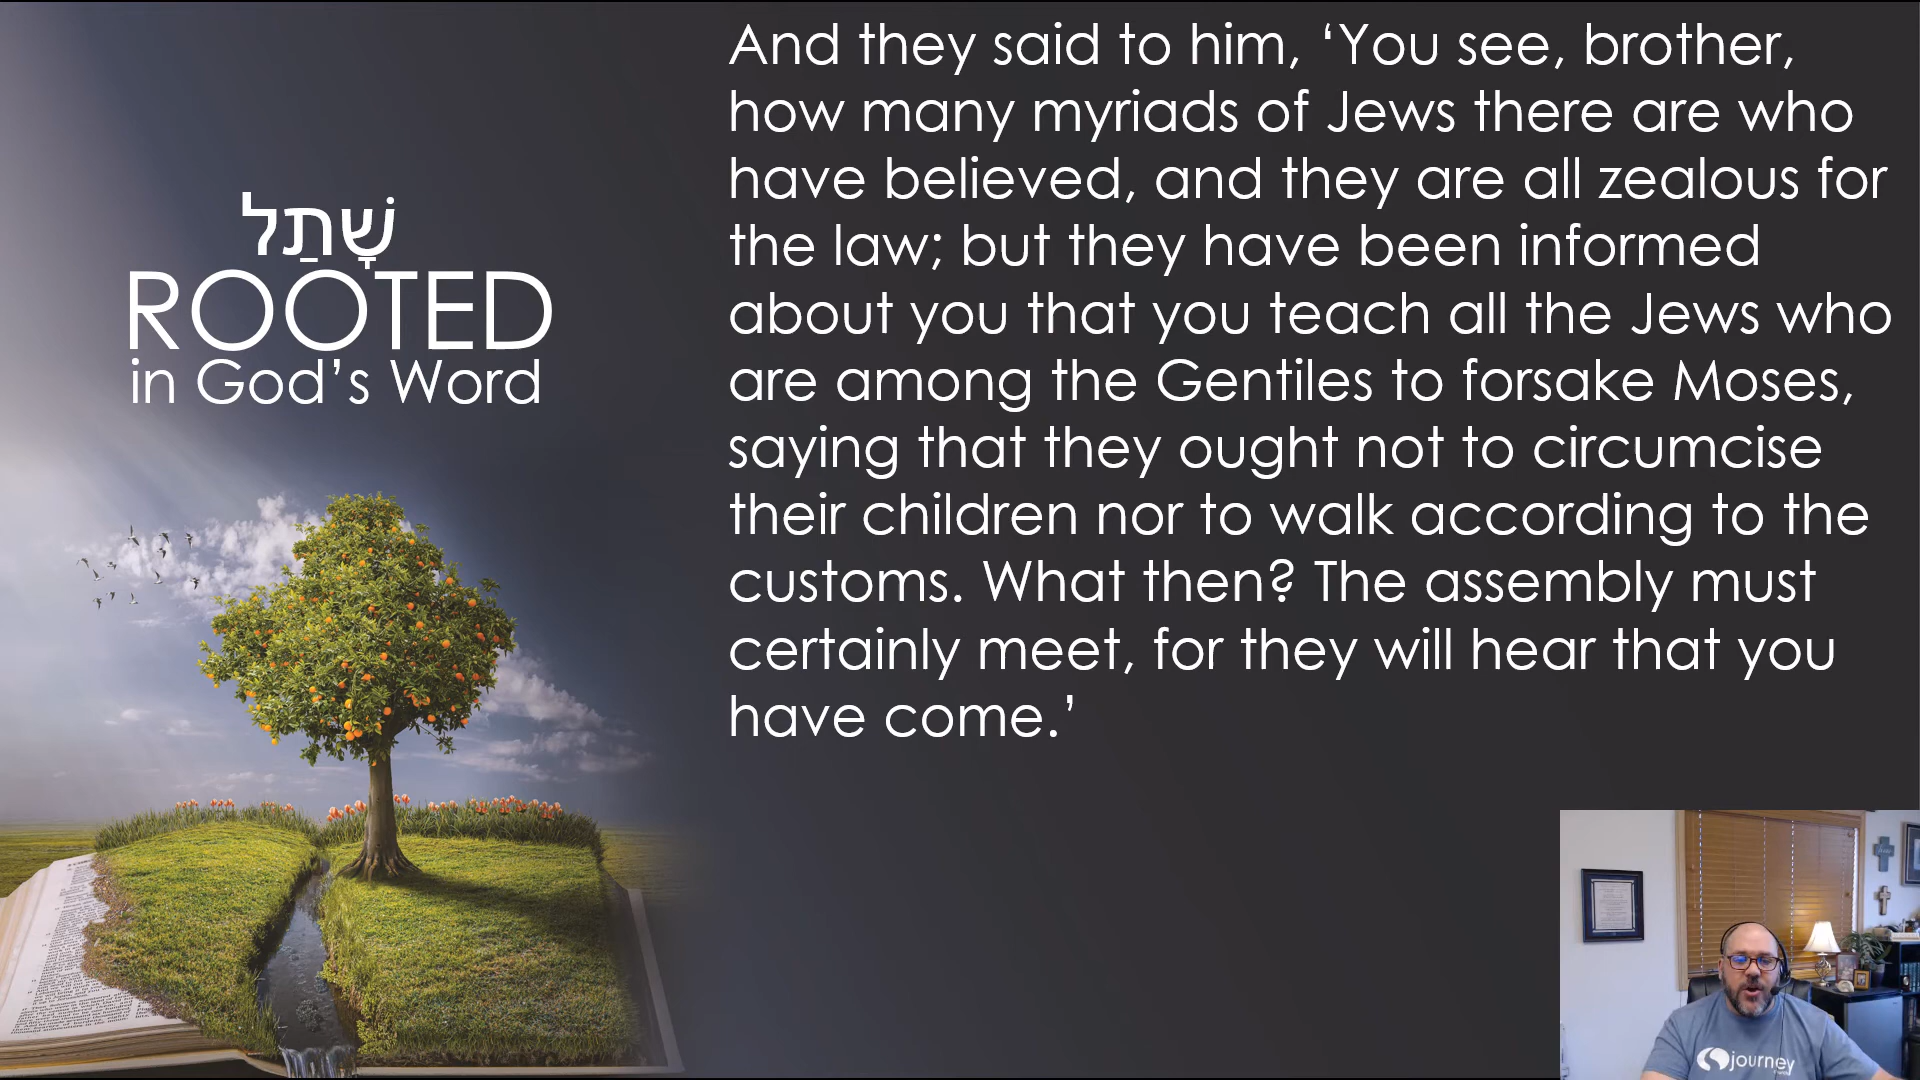 שָׁתַל
ROOTED
in God’s Word
And they said to him, ‘You see, brother,
how many myriads of Jews there are who
have believed, and they are all zealous for
the law; but they have been informed
about you that you teach all the Jews who
are among the Gentiles to forsake Moses,
saying that they ought not to circumcise
their children nor to walk according to the
customs. What then? The assembly must
certainly meet, for they will hear that you
have come.’
journey